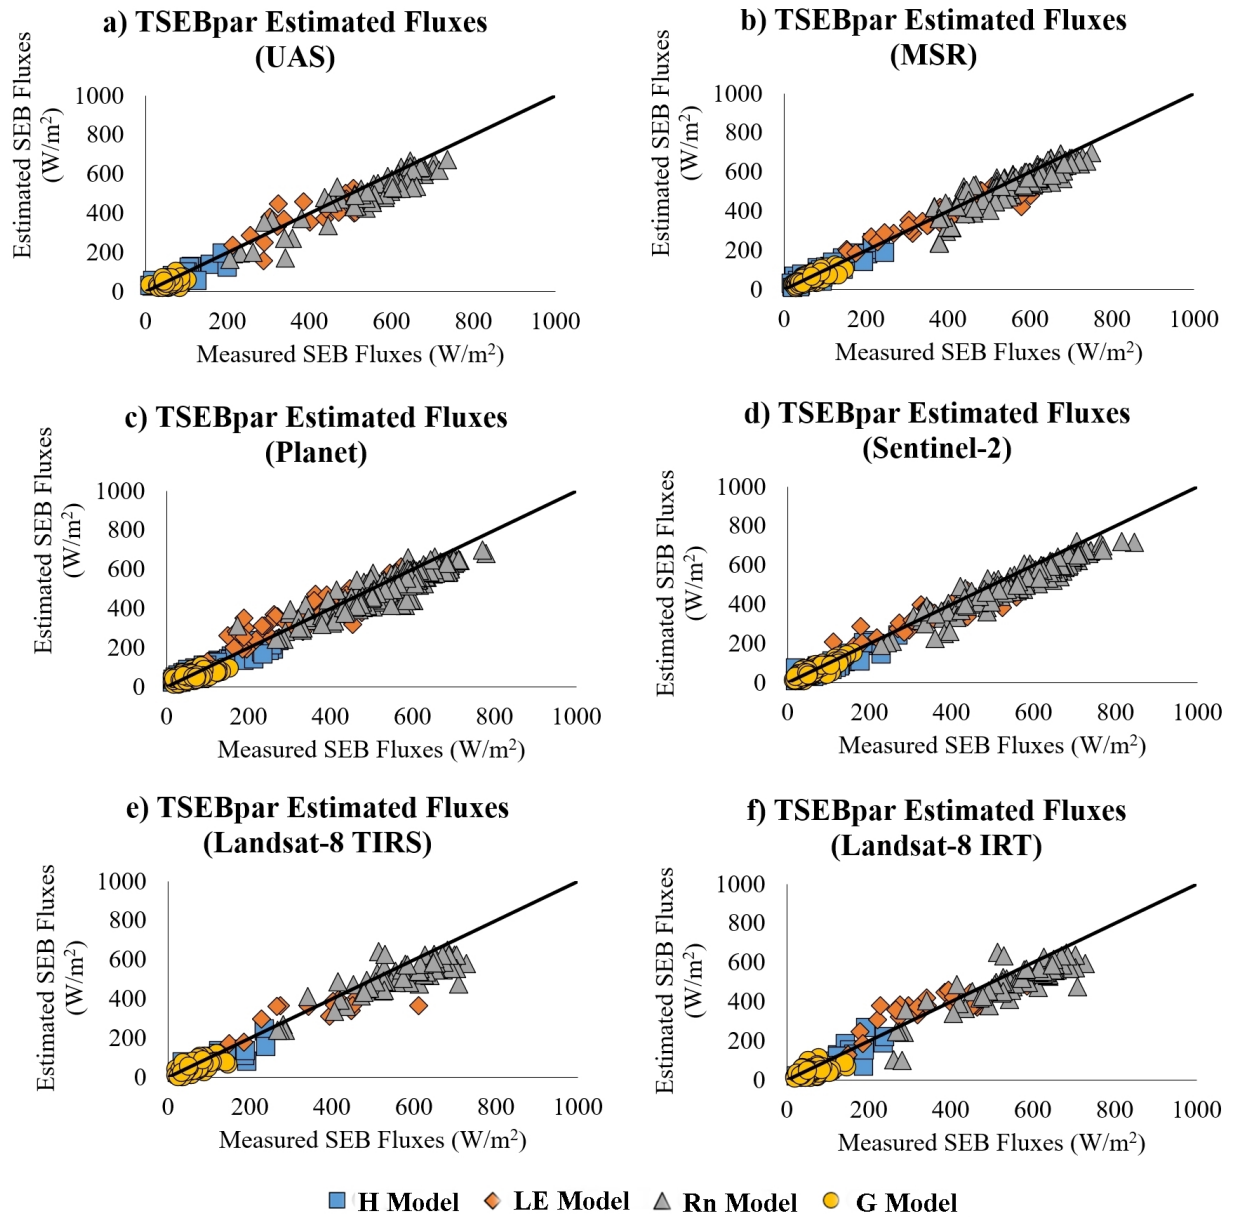 a) TSEBpar Estimated Fluxes
(UAS)
Estimated SEB Fluxes
(W/m²)
1000
800
600
400
200
0
0 200 400 600 800 1000
Measured SEB Fluxes (W/m²)
b) TSEBpar Estimated Fluxes
(MSR)
Estimated SEB Fluxes
(W/m²)
1000
800
600
400
200
0
0 200 400 600 800 1000
Measured SEB Fluxes (W/m²)
c) TSEBpar Estimated Fluxes
(Planet)
Estimated SEB Fluxes
(W/m²)
1000
800
600
400
200
0
0 200 400 600 800 1000
Measured SEB Fluxes (W/m²)
d) TSEBpar Estimated Fluxes
(Sentinel-2)
Estimated SEB Fluxes
(W/m²)
1000
800
600
400
200
0
0 200 400 600 800 1000
Measured SEB Fluxes (W/m²)
e) TSEBpar Estimated Fluxes
(Landsat-8 TIRS)
Estimated SEB Fluxes
(W/m²)
1000
800
600
400
200
0
0 200 400 600 800 1000
Measured SEB Fluxes (W/m²)
f) TSEBpar Estimated Fluxes
(Landsat-8 IRT)
Estimated SEB Fluxes
(W/m²)
1000
800
600
400
200
0
0 200 400 600 800 1000
Measured SEB Fluxes (W/m²)
H Model LE Model Rn Model G Model